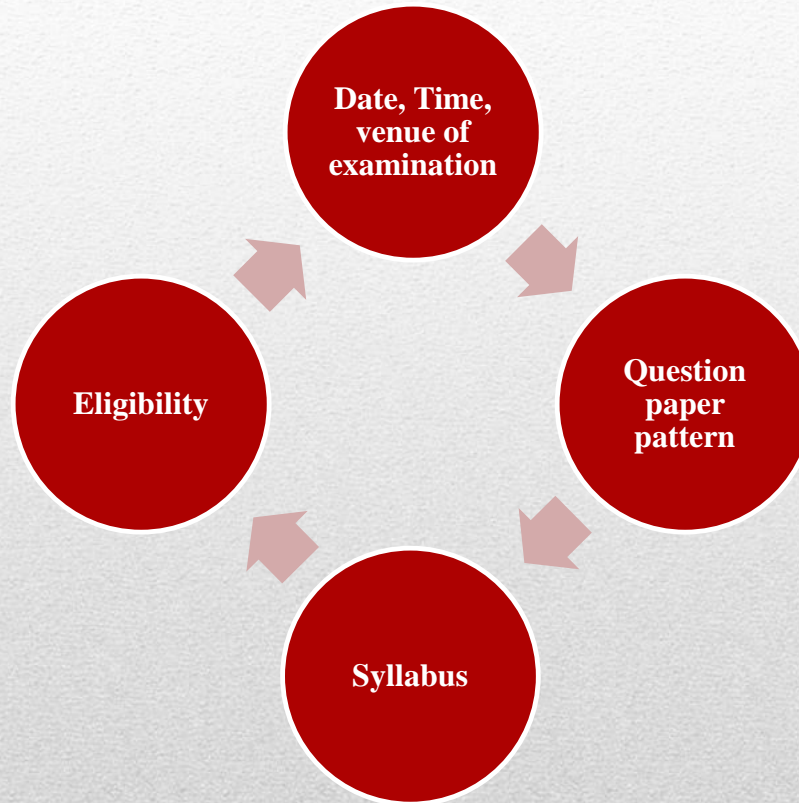 Date, Time,
venue of
examination
Question
paper
pattern
Syllabus
Eligibility